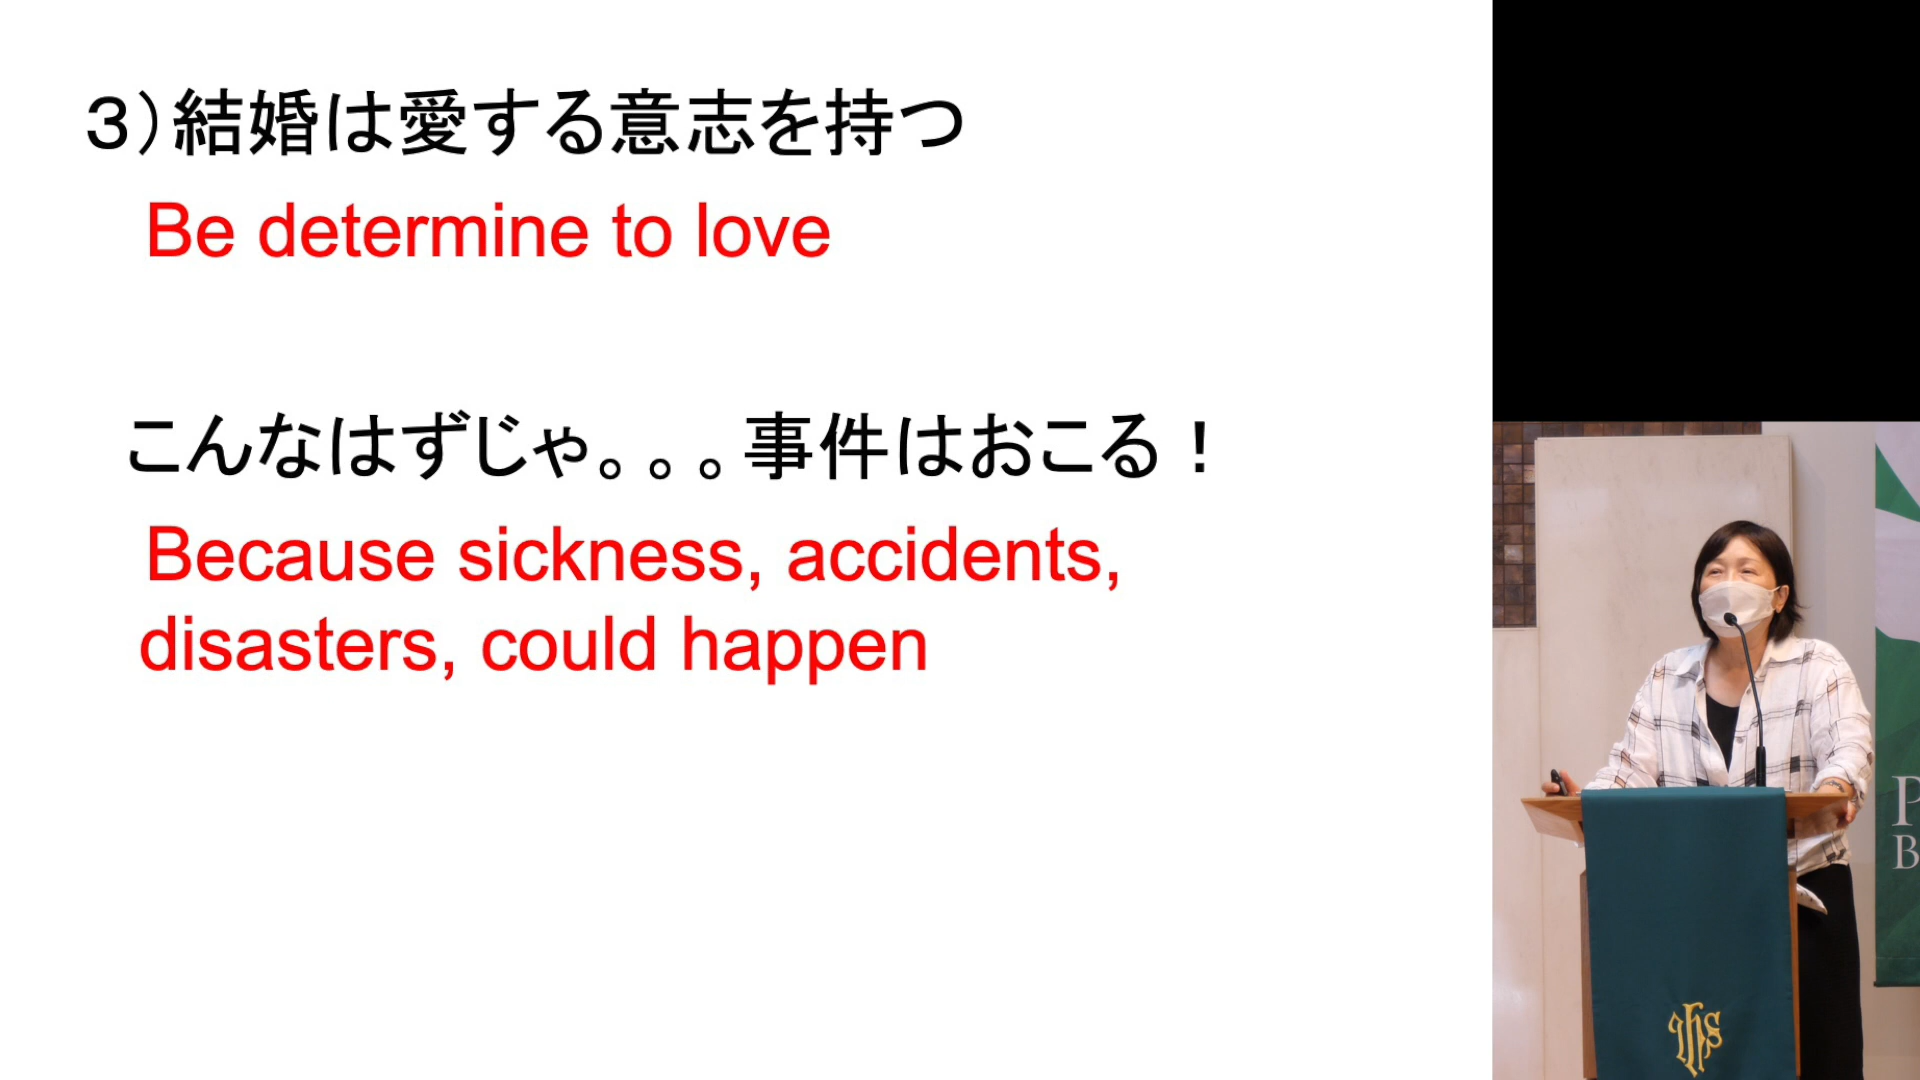 ３）結婚は愛する意志を持つ
Be determine to love
こんなはずじゃ。。。事件はおこる！
Because sickness, accidents,
disasters, could happen
P
B
ihs